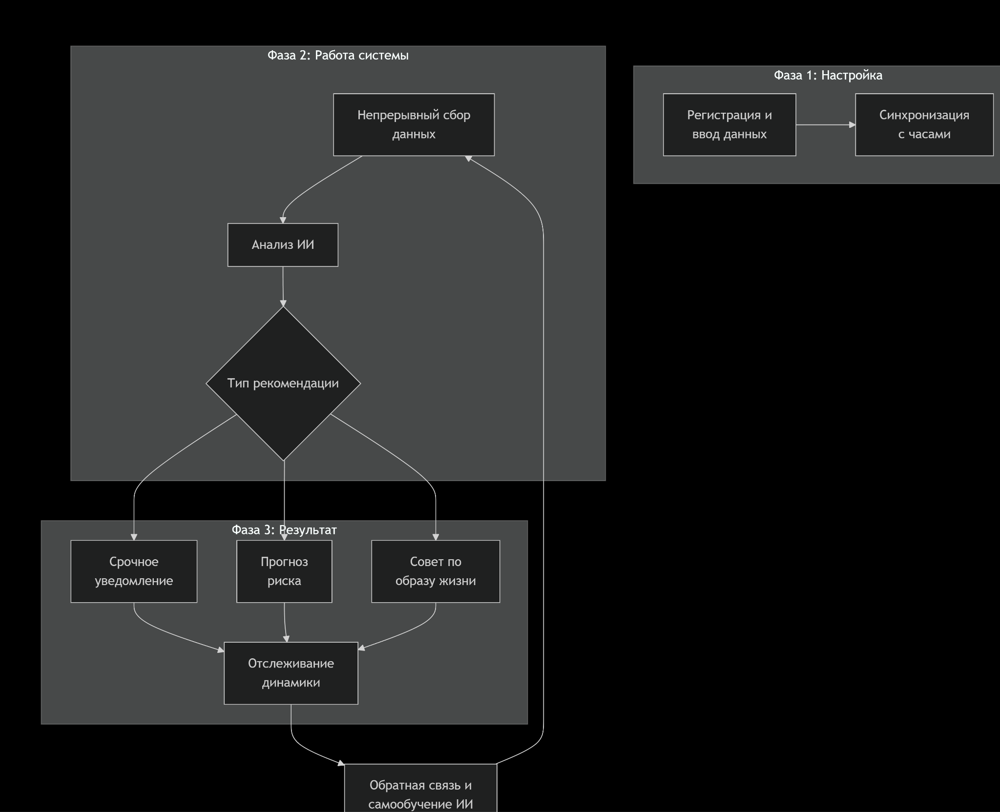 Фаза 2: Работа системы
Непрерывный сбор
данных
Анализ ИИ
Тип рекомендации
Фаза 1: Настройка
Регистрация и
ввод данных
Синхронизация
с часами
Фаза 3: Результат
Срочное
уведомление
Прогноз
риска
Совет по
образу жизни
Отслеживание
динамики
Обратная связь и
самообучение ИИ